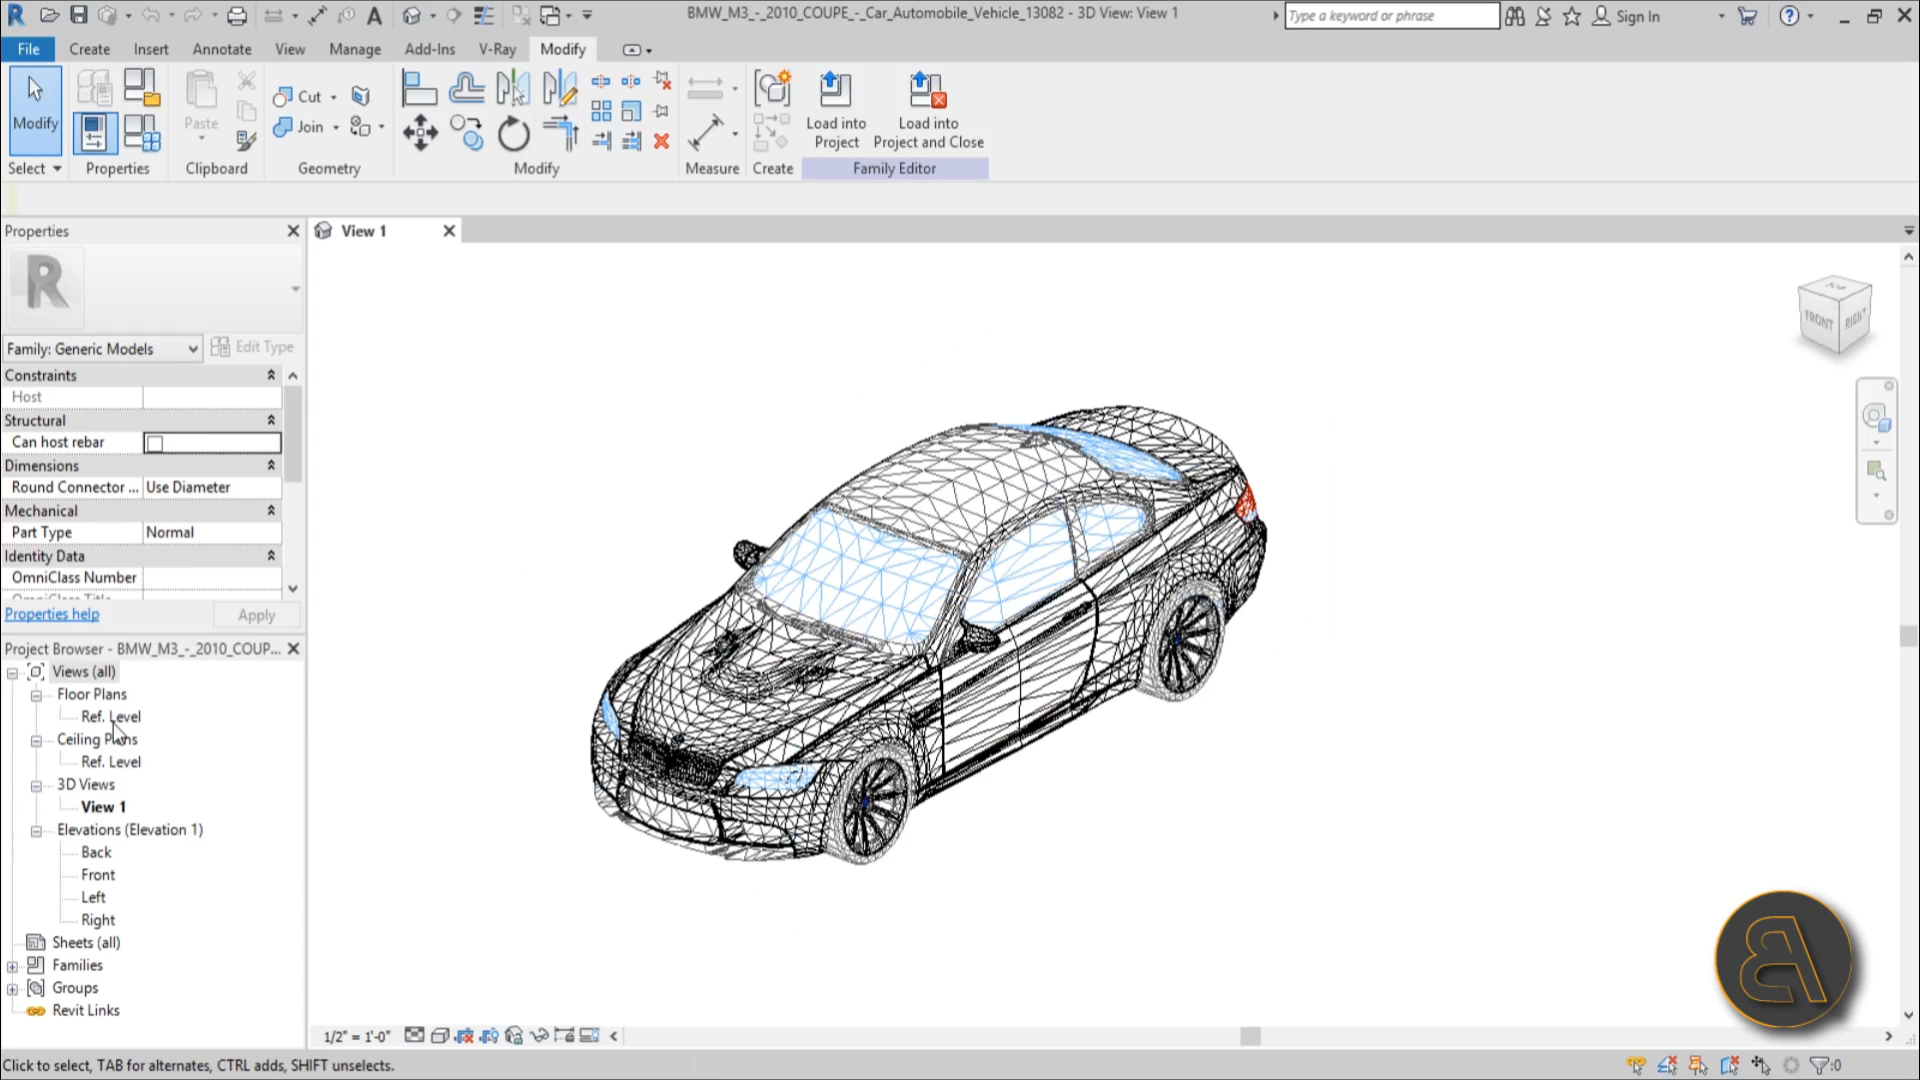 BMW_M3_-_2010_COUPE_-_Car_Automobile_Vehicle_13082 - 3D View: View 1
Type a keyword or phrase
Sign In
File
Create
Insert
Annotate
View
Manage
Add-Ins
V-Ray
Modify
Modify
Paste
Cut
Join
Load into
Project
Load into
Project and Close
Select
Properties
Clipboard
Geometry
Modify
Measure
Create
Family Editor
Properties
View 1
Family: Generic Models
Edit Type
Constraints
Host
Structural
Can host rebar
Dimensions
Round Connector ... Use Diameter
Mechanical
Part Type Normal
Identity Data
OmniClass Number
OmniClass Title
Properties help
Apply
Project Browser - BMW_M3_-_2010_COUP...
Views (all)
Floor Plans
Ref. Level
Ceiling Plans
Ref. Level
3D Views
View 1
Elevations (Elevation 1)
Back
Front
Left
Right
Sheets (all)
Families
Groups
Revit Links
TOP
FRONT
RIGHT
1/2" = 1'-0"
Click to select, TAB for alternates, CTRL adds, SHIFT unselects.
:0